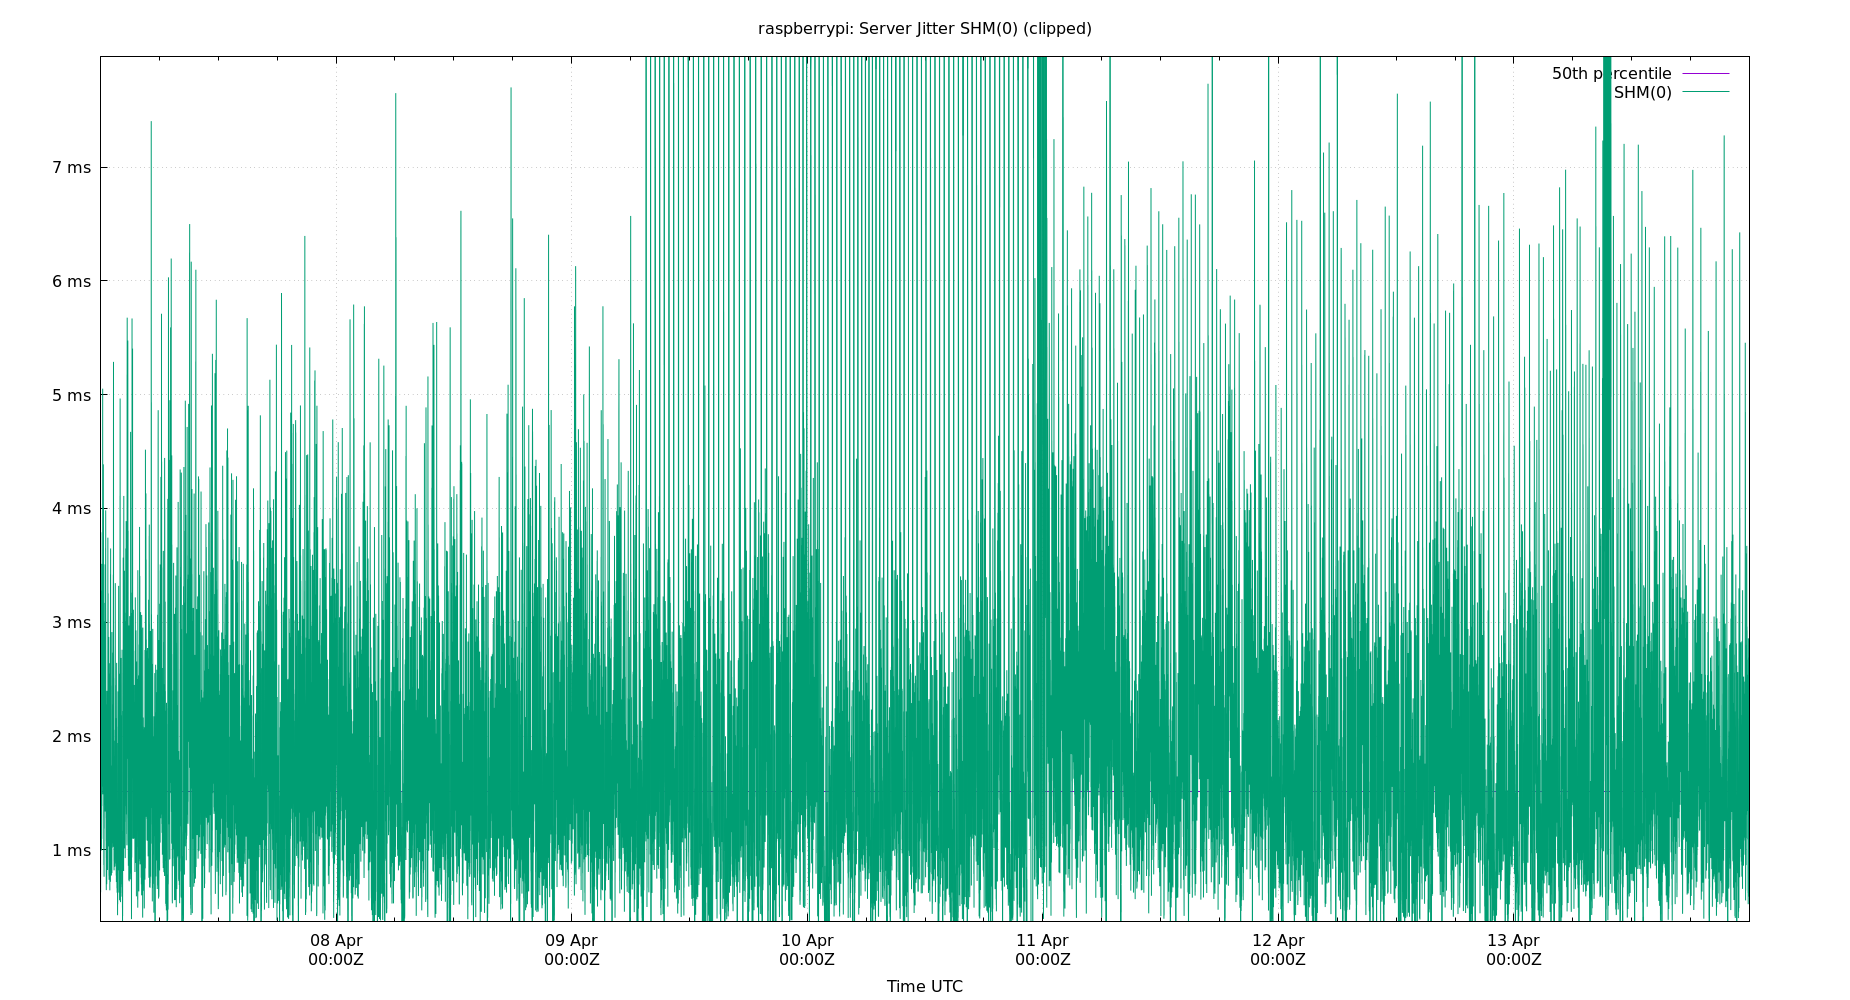 raspberrypi: Server Jitter SHM(0) (clipped)
50th percentile
SHM(0)
7 ms
6 ms
5 ms
4 ms
3 ms
2 ms
1 ms
08 Apr
00:00Z
09 Apr
00:00Z
10 Apr
00:00Z
11 Apr
00:00Z
12 Apr
00:00Z
13 Apr
00:00Z
Time UTC